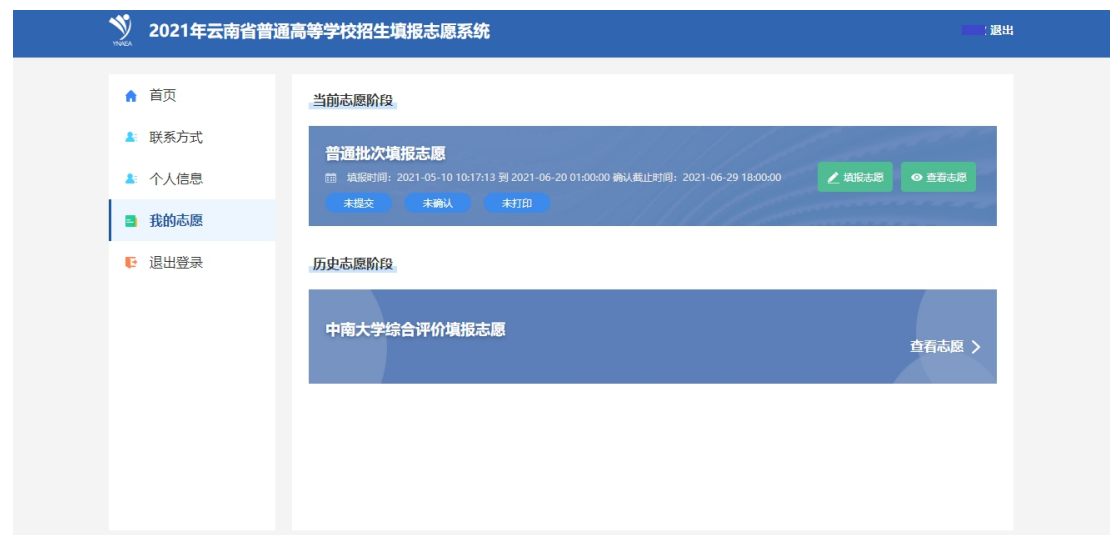 YNAEA
2021年云南省普通高等学校招生填报志愿系统
退出
首页
联系方式
个人信息
我的志愿
退出登录
当前志愿阶段
普通批次填报志愿
填报时间：2021-05-10 10:17:13 到 2021-06-20 01:00:00 确认截止时间：2021-06-29 18:00:00
填报志愿
查看志愿
未提交 未确认 未打印
历史志愿阶段
中南大学综合评价填报志愿
查看志愿